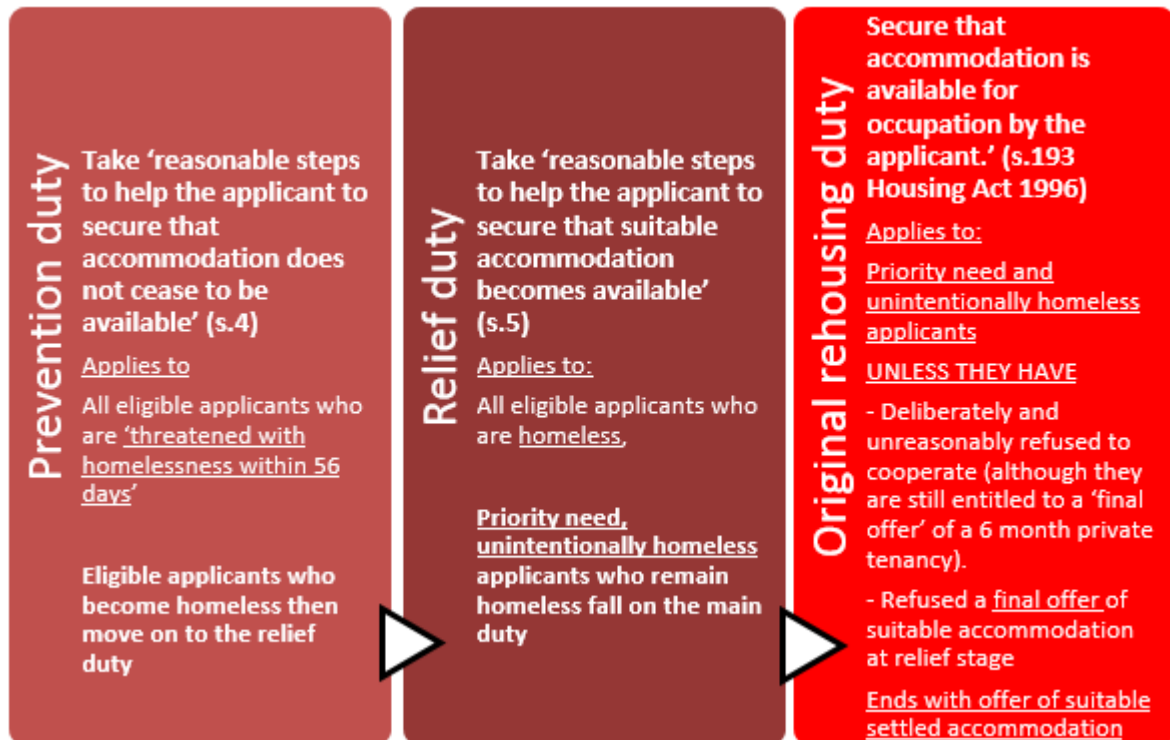 Prevention duty
Take ‘reasonable steps
to help the applicant to
secure that
accommodation does
not cease to be
available’ (s.4)
Applies to
All eligible applicants who
are ‘threatened with
homelessness within 56
days’
Eligible applicants who
become homeless then
move on to the relief
duty
Relief duty
Take ‘reasonable steps
to help the applicant to
secure that suitable
accommodation
becomes available’
(s.5)
Applies to:
All eligible applicants who
are homeless,
Priority need,
unintentionally homeless
applicants who remain
homeless fall on the main
duty
Original rehousing duty
Secure that
accommodation is
available for
occupation by the
applicant.’ (s.193
Housing Act 1996)
Applies to:
Priority need and
unintentionally homeless
applicants
UNLESS THEY HAVE
- Deliberately and
unreasonably refused to
cooperate (although they
are still entitled to a ‘final
offer’ of a 6 month private
tenancy).
- Refused a final offer of
suitable accommodation
at relief stage
Ends with offer of suitable
settled accommodation